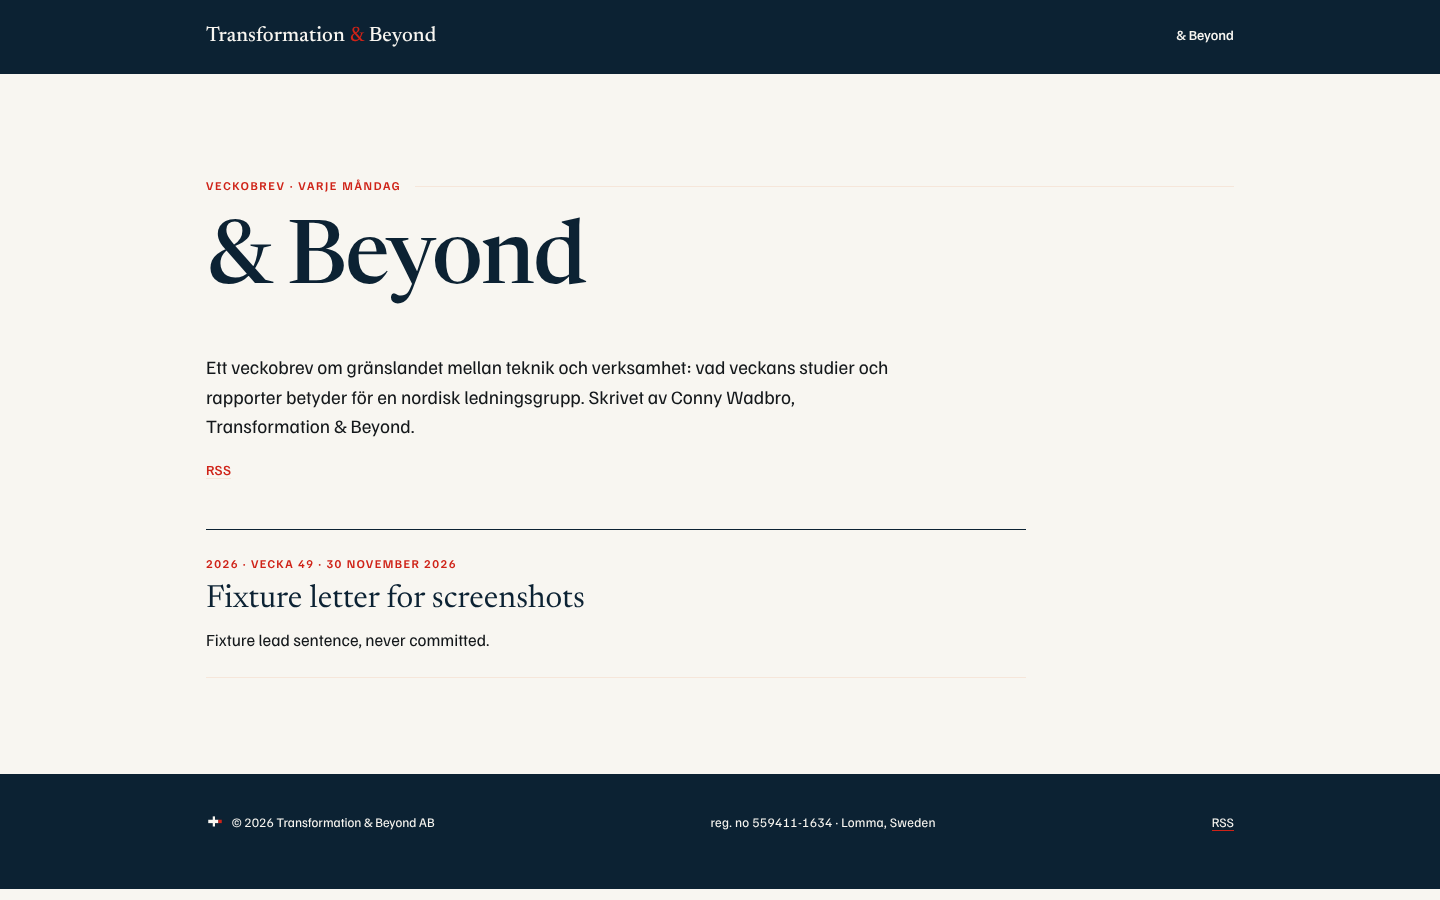 Transformation & Beyond
& Beyond
VECKOBREV · VARJE MÅNDAG
& Beyond
Ett veckobrev om gränslandet mellan teknik och verksamhet: vad veckans studier och
rapporter betyder för en nordisk ledningsgrupp. Skrivet av Conny Wadbro,
Transformation & Beyond.
RSS
2026 · VECKA 49 · 30 NOVEMBER 2026
Fixture letter for screenshots
Fixture lead sentence, never committed.
© 2026 Transformation & Beyond AB
reg. no 559411-1634 · Lomma, Sweden
RSS